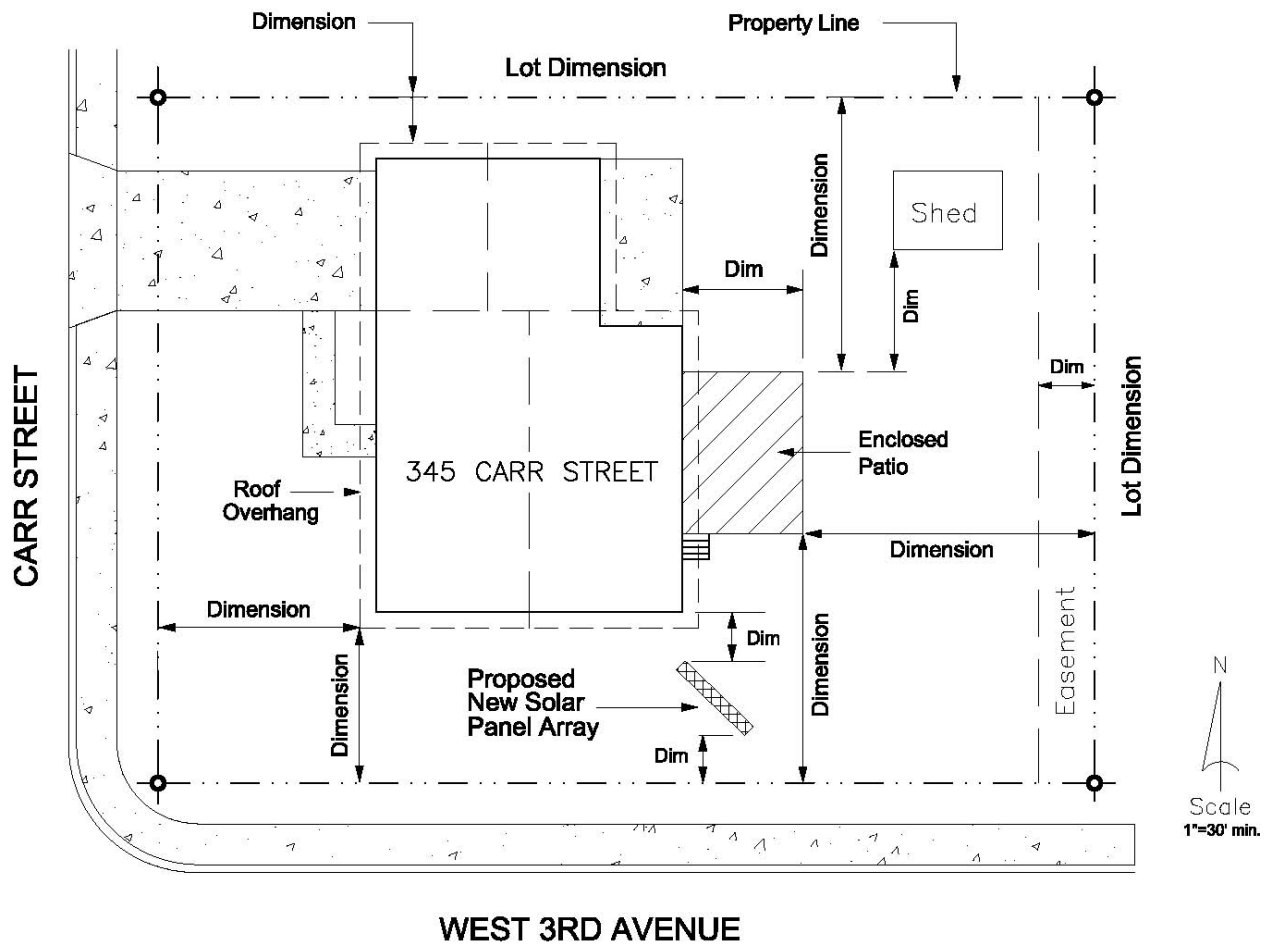 Dimension
Property Line
Lot Dimension
Dimension
Shed
Dim
Dim
Dim
Lot Dimension
CARR STREET
Enclosed
Patio
345 CARR STREET
Roof
Overhang
Dimension
Dimension
Easement
Dim
Dimension
Dimension
Proposed
New Solar
Panel Array
Dim
N
Scale
1"=30' min.
WEST 3RD AVENUE